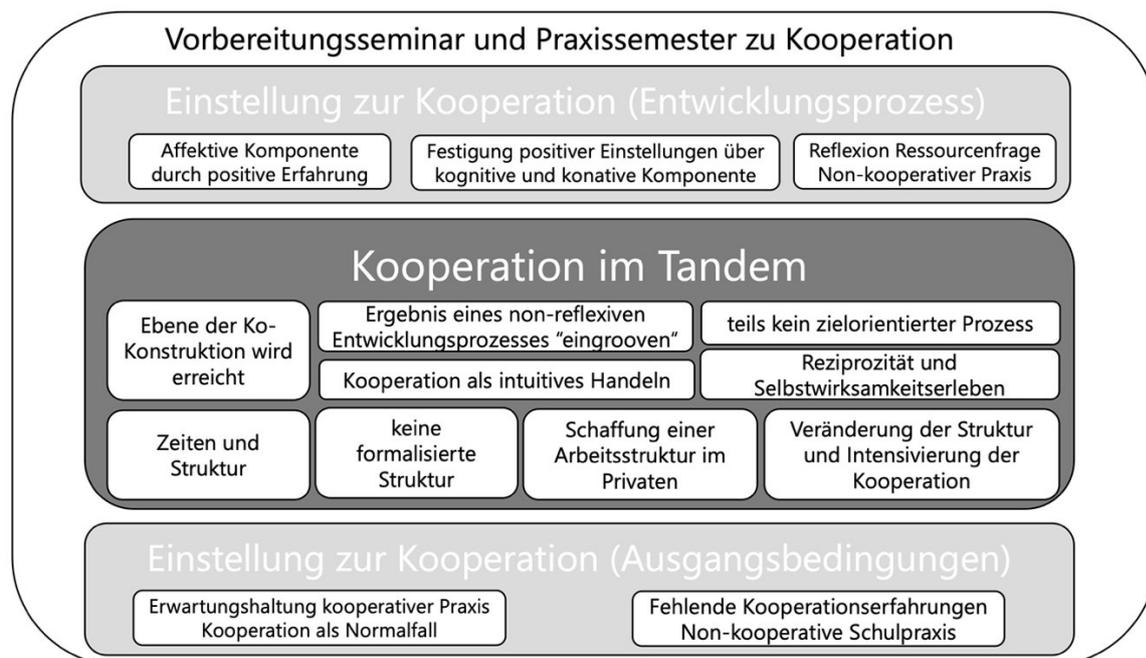 Vorbereitungsseminar und Praxissemester zu Kooperation
Einstellung zur Kooperation (Entwicklungsprozess)
Affektive Komponente
durch positive Erfahrung
Festigung positiver Einstellungen über
kognitive und konative Komponente
Reflexion Ressourcenfrage
Non-kooperativer Praxis
Kooperation im Tandem
Ebene der Ko-
Konstruktion wird
erreicht
Ergebnis eines non-reflexiven
Entwicklungsprozesses “eingrooven“
teils kein zielorientierter Prozess
Kooperation als intuitives Handeln
Reziprozität und
Selbstwirksamkeitserleben
Zeiten und
Struktur
keine
formalisierte
Struktur
Schaffung einer
Arbeitsstruktur im
Privaten
Veränderung der Struktur
und Intensivierung der
Kooperation
Einstellung zur Kooperation (Ausgangsbedingungen)
Erwartungshaltung kooperativer Praxis
Kooperation als Normalfall
Fehlende Kooperationserfahrungen
Non-kooperative Schulpraxis